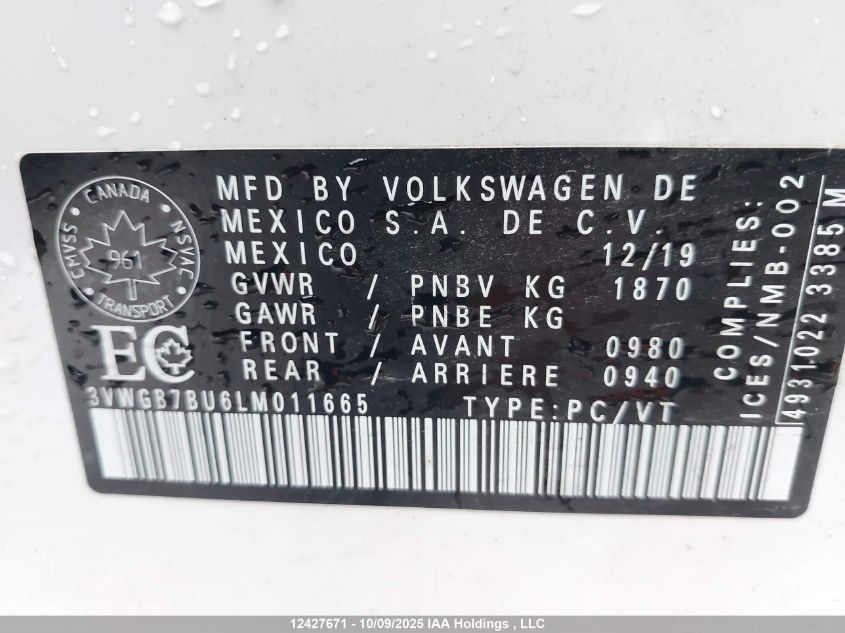 CANADA
CMVSS NSVAC
961
TRANSPORT
EC
MFD BY VOLKSWAGEN DE
MEXICO S.A. DE C.V.
MEXICO 12/19
GVWR / PNBV KG 1870
GAWR / PNBE KG
FRONT / AVANT 0980
REAR / ARRIERE 0940
3VWGB7BU6LM011665 TYPE:PC/VT
COMPLIES:
ICES/NMB-002
4931022 3385 M
12427671 - 10/09/2025 IAA Holdings , LLC